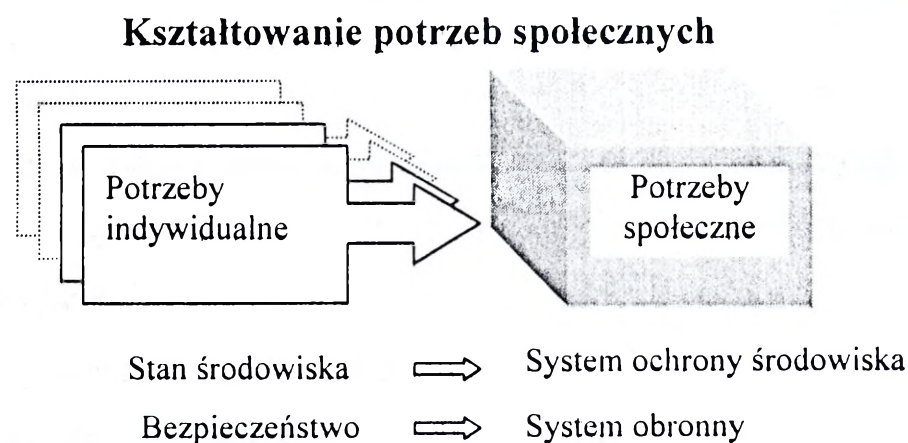 Kształtowanie potrzeb społecznych
Potrzeby
indywidualne
Potrzeby
społeczne
Stan środowiska
System ochrony środowiska
Bezpieczeństwo
System obronny